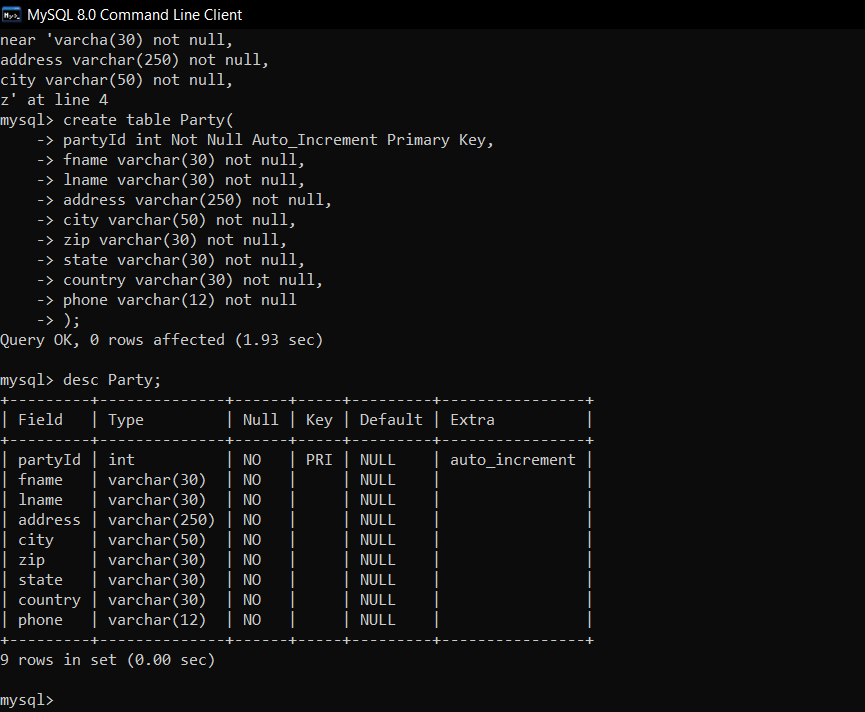 MySQL 8.0 Command Line Client
near 'varcha(30) not null,
address varchar(250) not null,
city varchar(50) not null,
z' at line 4
mysql> create table Party(
    -> partyId int Not Null Auto_Increment Primary Key,
    -> fname varchar(30) not null,
    -> lname varchar(30) not null,
    -> address varchar(250) not null,
    -> city varchar(50) not null,
    -> zip varchar(30) not null,
    -> state varchar(30) not null,
    -> country varchar(30) not null,
    -> phone varchar(12) not null
    -> );
Query OK, 0 rows affected (1.93 sec)

mysql> desc Party;
+---------+--------------+------+-----+---------+----------------+
| Field   | Type         | Null | Key | Default | Extra          |
+---------+--------------+------+-----+---------+----------------+
| partyId | int          | NO   | PRI | NULL    | auto_increment |
| fname   | varchar(30)  | NO   |     | NULL    |                |
| lname   | varchar(30)  | NO   |     | NULL    |                |
| address | varchar(250) | NO   |     | NULL    |                |
| city    | varchar(50)  | NO   |     | NULL    |                |
| zip     | varchar(30)  | NO   |     | NULL    |                |
| state   | varchar(30)  | NO   |     | NULL    |                |
| country | varchar(30)  | NO   |     | NULL    |                |
| phone   | varchar(12)  | NO   |     | NULL    |                |
+---------+--------------+------+-----+---------+----------------+
9 rows in set (0.00 sec)

mysql>